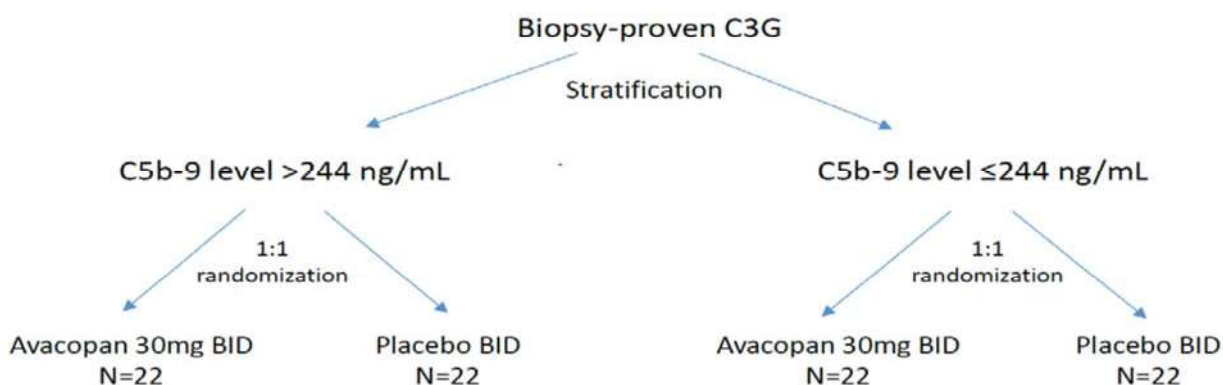 Biopsy-proven C3G
Stratification
C5b-9 level >244 ng/mL
C5b-9 level ≤244 ng/mL
1:1
randomization
1:1
randomization
Avacopan 30mg BID
N=22
Placebo BID
N=22
Avacopan 30mg BID
N=22
Placebo BID
N=22